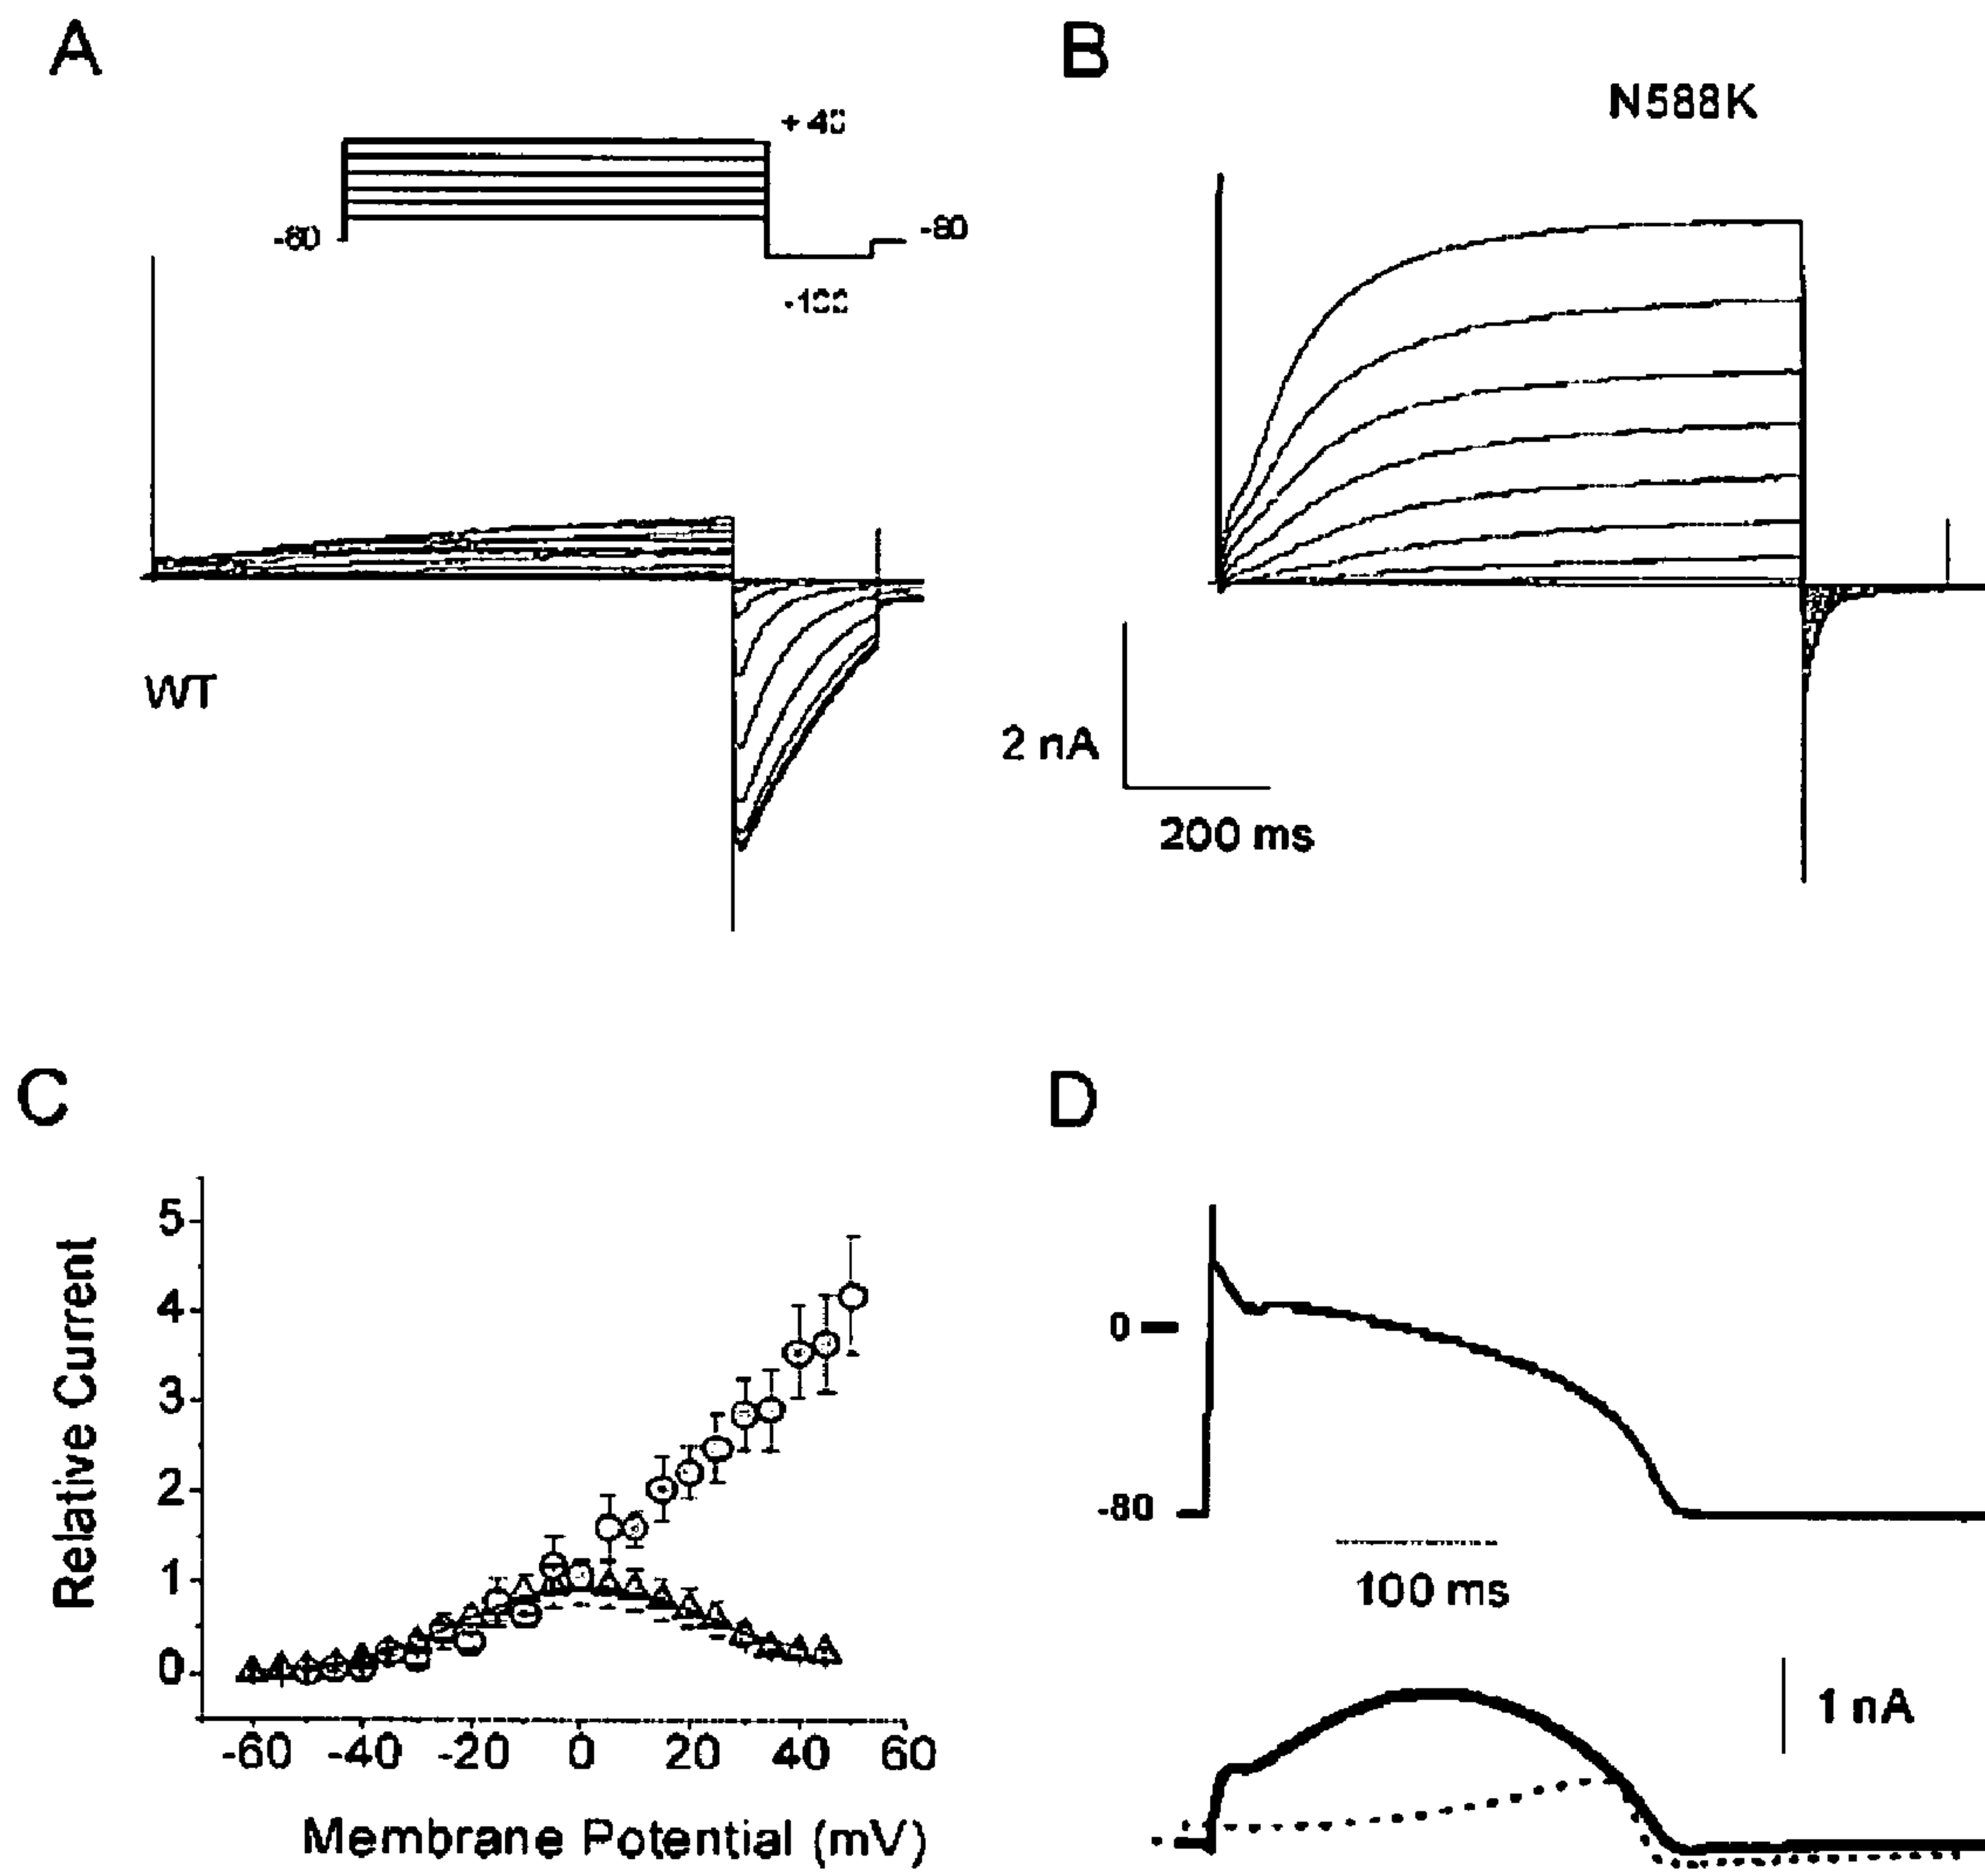 A
B
N588K
+40
-80
-80
-100
WT
2 nA
200 ms
C
D
Relative Current
5
4
3
2
1
0
-60 -40 -20 0 20 40 60
Membrane Potential (mV)
0
-80
100 ms
1 nA